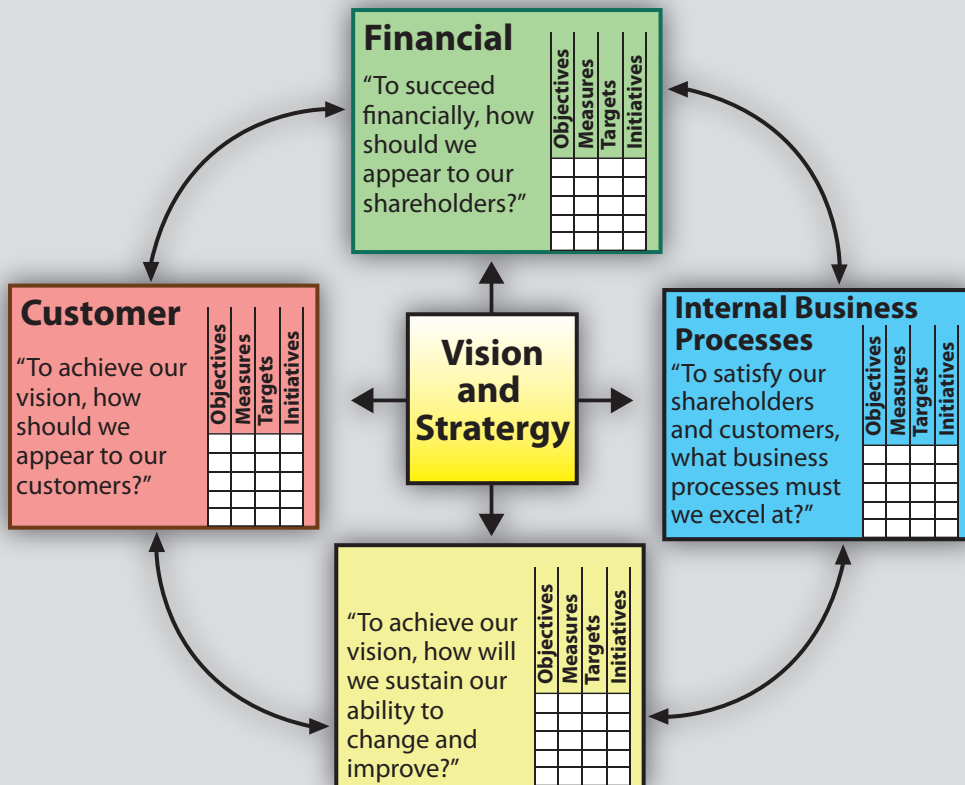 Financial
“To succeed
financially, how
should we
appear to our
shareholders?”
Objectives
Measures
Targets
Initiatives
Customer
“To achieve our
vision, how
should we
appear to our
customers?”
Objectives
Measures
Targets
Initiatives
Vision
and
Stratergy
Internal Business
Processes
“To satisfy our
shareholders
and customers,
what business
processes must
we excel at?”
Objectives
Measures
Targets
Initiatives
“To achieve our
vision, how will
we sustain our
ability to
change and
improve?”
Objectives
Measures
Targets
Initiatives